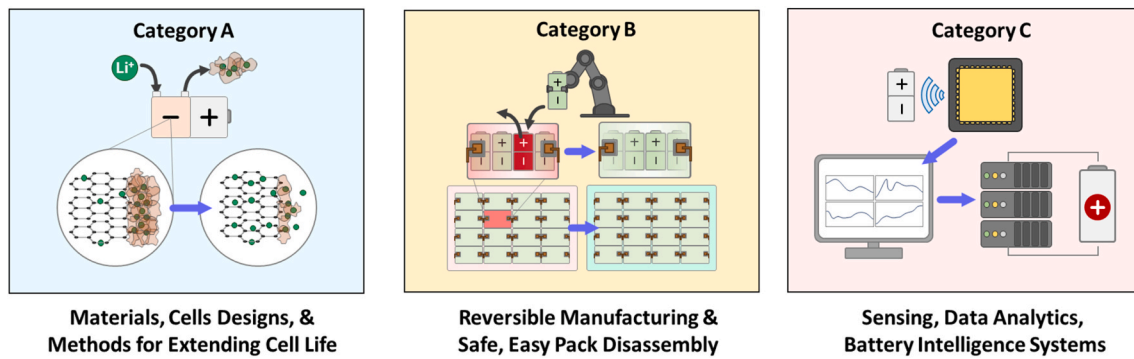 Category A
Li+
− +
Materials, Cells Designs, &
Methods for Extending Cell Life
Category B
+
−
+ + + +
− − − −
+ + + +
− − − −
Reversible Manufacturing &
Safe, Easy Pack Disassembly
Category C
+
−
+
Sensing, Data Analytics,
Battery Intelligence Systems